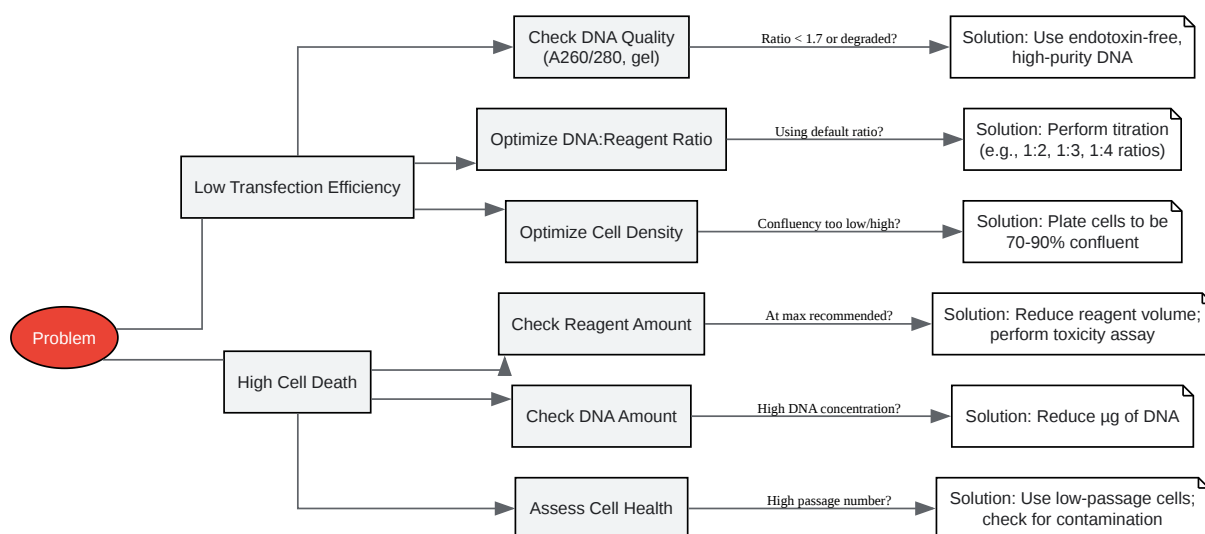 Problem
Low Transfection Efficiency
Check DNA Quality
(A260/280, gel)
Ratio < 1.7 or degraded?
Solution: Use endotoxin-free,
high-purity DNA
Optimize DNA:Reagent Ratio
Using default ratio?
Solution: Perform titration
(e.g., 1:2, 1:3, 1:4 ratios)
Optimize Cell Density
Confluency too low/high?
Solution: Plate cells to be
70-90% confluent
High Cell Death
Check Reagent Amount
At max recommended?
Solution: Reduce reagent volume;
perform toxicity assay
Check DNA Amount
High DNA concentration?
Solution: Reduce µg of DNA
Assess Cell Health
High passage number?
Solution: Use low-passage cells;
check for contamination